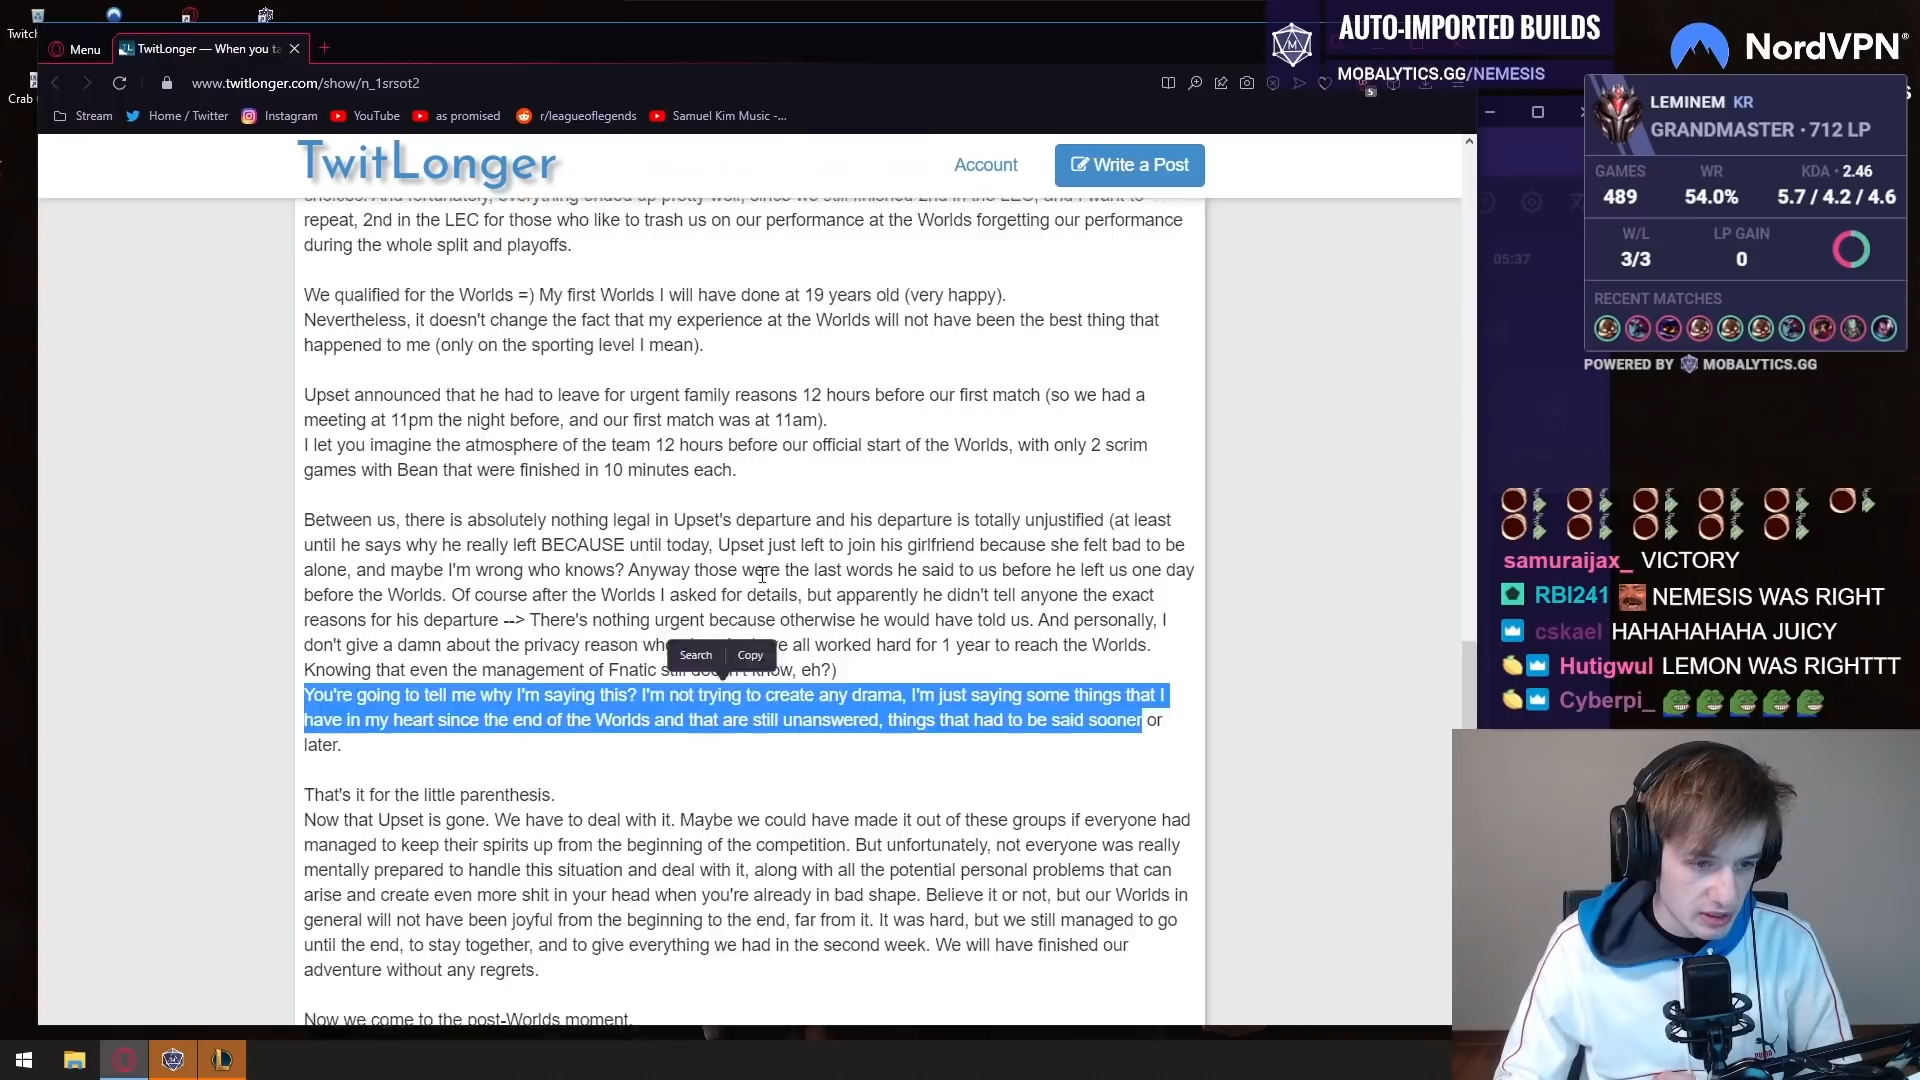 Twitch
Crab
Menu
TwitLonger — When you ta
www.twitlonger.com/show/n_1srsot2
Stream
Home / Twitter
Instagram
YouTube
as promised
r/leagueoflegends
Samuel Kim Music -...
AUTO-IMPORTED BUILDS
MOBALYTICS.GG/NEMESIS
NordVPN®
LEMINEM KR
GRANDMASTER • 712 LP
GAMES WR KDA • 2.46
489 54.0% 5.7 / 4.2 / 4.6
W/L LP GAIN
3/3 0
RECENT MATCHES
POWERED BY MOBALYTICS.GG
05:37
TwitLonger
Account
Write a Post
choices. And fortunately, everything ended up pretty well, since we still finished 2nd in the LEC, and I want to
repeat, 2nd in the LEC for those who like to trash us on our performance at the Worlds forgetting our performance
during the whole split and playoffs.
We qualified for the Worlds =) My first Worlds I will have done at 19 years old (very happy).
Nevertheless, it doesn't change the fact that my experience at the Worlds will not have been the best thing that
happened to me (only on the sporting level I mean).
Upset announced that he had to leave for urgent family reasons 12 hours before our first match (so we had a
meeting at 11pm the night before, and our first match was at 11am).
I let you imagine the atmosphere of the team 12 hours before our official start of the Worlds, with only 2 scrim
games with Bean that were finished in 10 minutes each.
Between us, there is absolutely nothing legal in Upset's departure and his departure is totally unjustified (at least
until he says why he really left BECAUSE until today, Upset just left to join his girlfriend because she felt bad to be
alone, and maybe I'm wrong who knows? Anyway those were the last words he said to us before he left us one day
before the Worlds. Of course after the Worlds I asked for details, but apparently he didn't tell anyone the exact
reasons for his departure --> There's nothing urgent because otherwise he would have told us. And personally, I
don't give a damn about the privacy reason all worked hard for 1 year to reach the Worlds.
Search Copy
Knowing that even the management of Fnatic still doesn't know, eh?)
You're going to tell me why I'm saying this? I'm not trying to create any drama, I'm just saying some things that I
have in my heart since the end of the Worlds and that are still unanswered, things that had to be said sooner or
later.
That's it for the little parenthesis.
Now that Upset is gone. We have to deal with it. Maybe we could have made it out of these groups if everyone had
managed to keep their spirits up from the beginning of the competition. But unfortunately, not everyone was really
mentally prepared to handle this situation and deal with it, along with all the potential personal problems that can
arise and create even more shit in your head when you're already in bad shape. Believe it or not, but our Worlds in
general will not have been joyful from the beginning to the end, far from it. It was hard, but we still managed to go
until the end, to stay together, and to give everything we had in the second week. We will have finished our
adventure without any regrets.
Now we come to the post-Worlds moment.
samuraijax_ VICTORY
RBI241 NEMESIS WAS RIGHT
cskael HAHAHAHAHA JUICY
Hutigwul LEMON WAS RIGHTTT
Cyberpi_